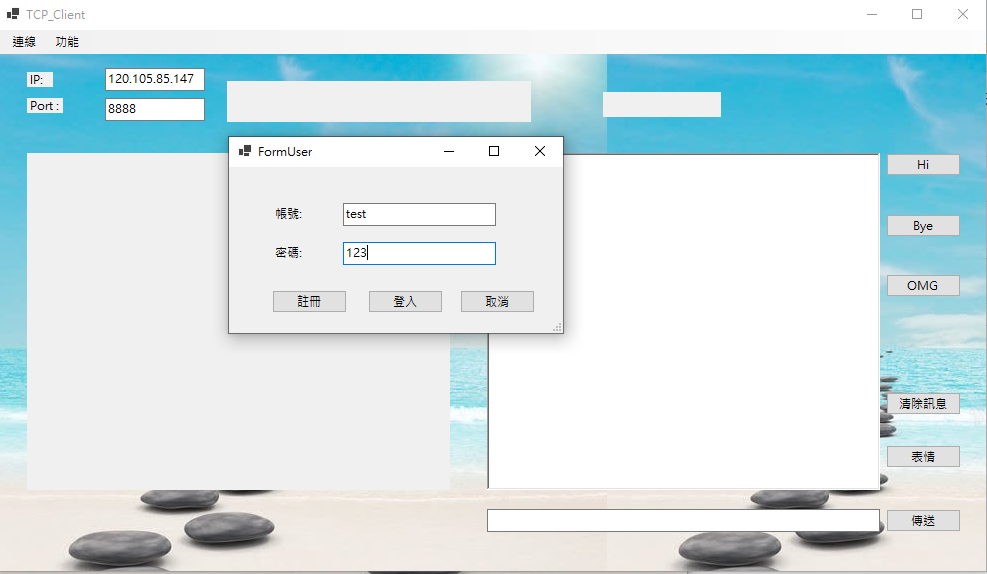 TCP_Client
連線 功能
IP: 120.105.85.147
Port : 8888
FormUser
帳號: test
密碼: 123
註冊 登入 取消
Hi
Bye
OMG
清除訊息
表情
傳送